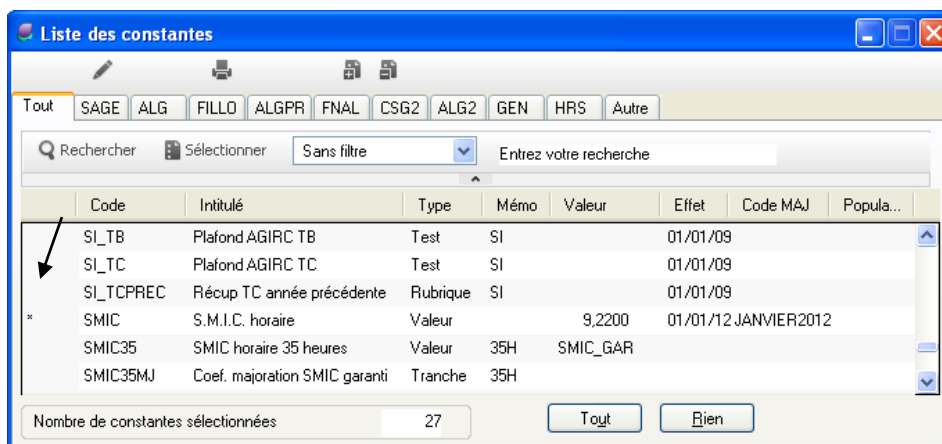 Liste des constantes
Tout SAGE ALG FILLO ALGPR FNAL CSG2 ALG2 GEN HRS Autre
Rechercher Sélectionner Sans filtre Entrez votre recherche
Code Intitulé Type Mémo Valeur Effet Code MAJ Popula...
SI_TB Plafond AGIRC TB Test SI 01/01/09
SI_TC Plafond AGIRC TC Test SI 01/01/09
SI_TCPREC Récup TC année précédente Rubrique SI 01/01/09
* SMIC S.M.I.C. horaire Valeur 9,2200 01/01/12 JANVIER2012
SMIC35 SMIC horaire 35 heures Valeur 35H SMIC_GAR
SMIC35MJ Coef. majoration SMIC garanti Tranche 35H
Nombre de constantes sélectionnées 27 Tout Rien